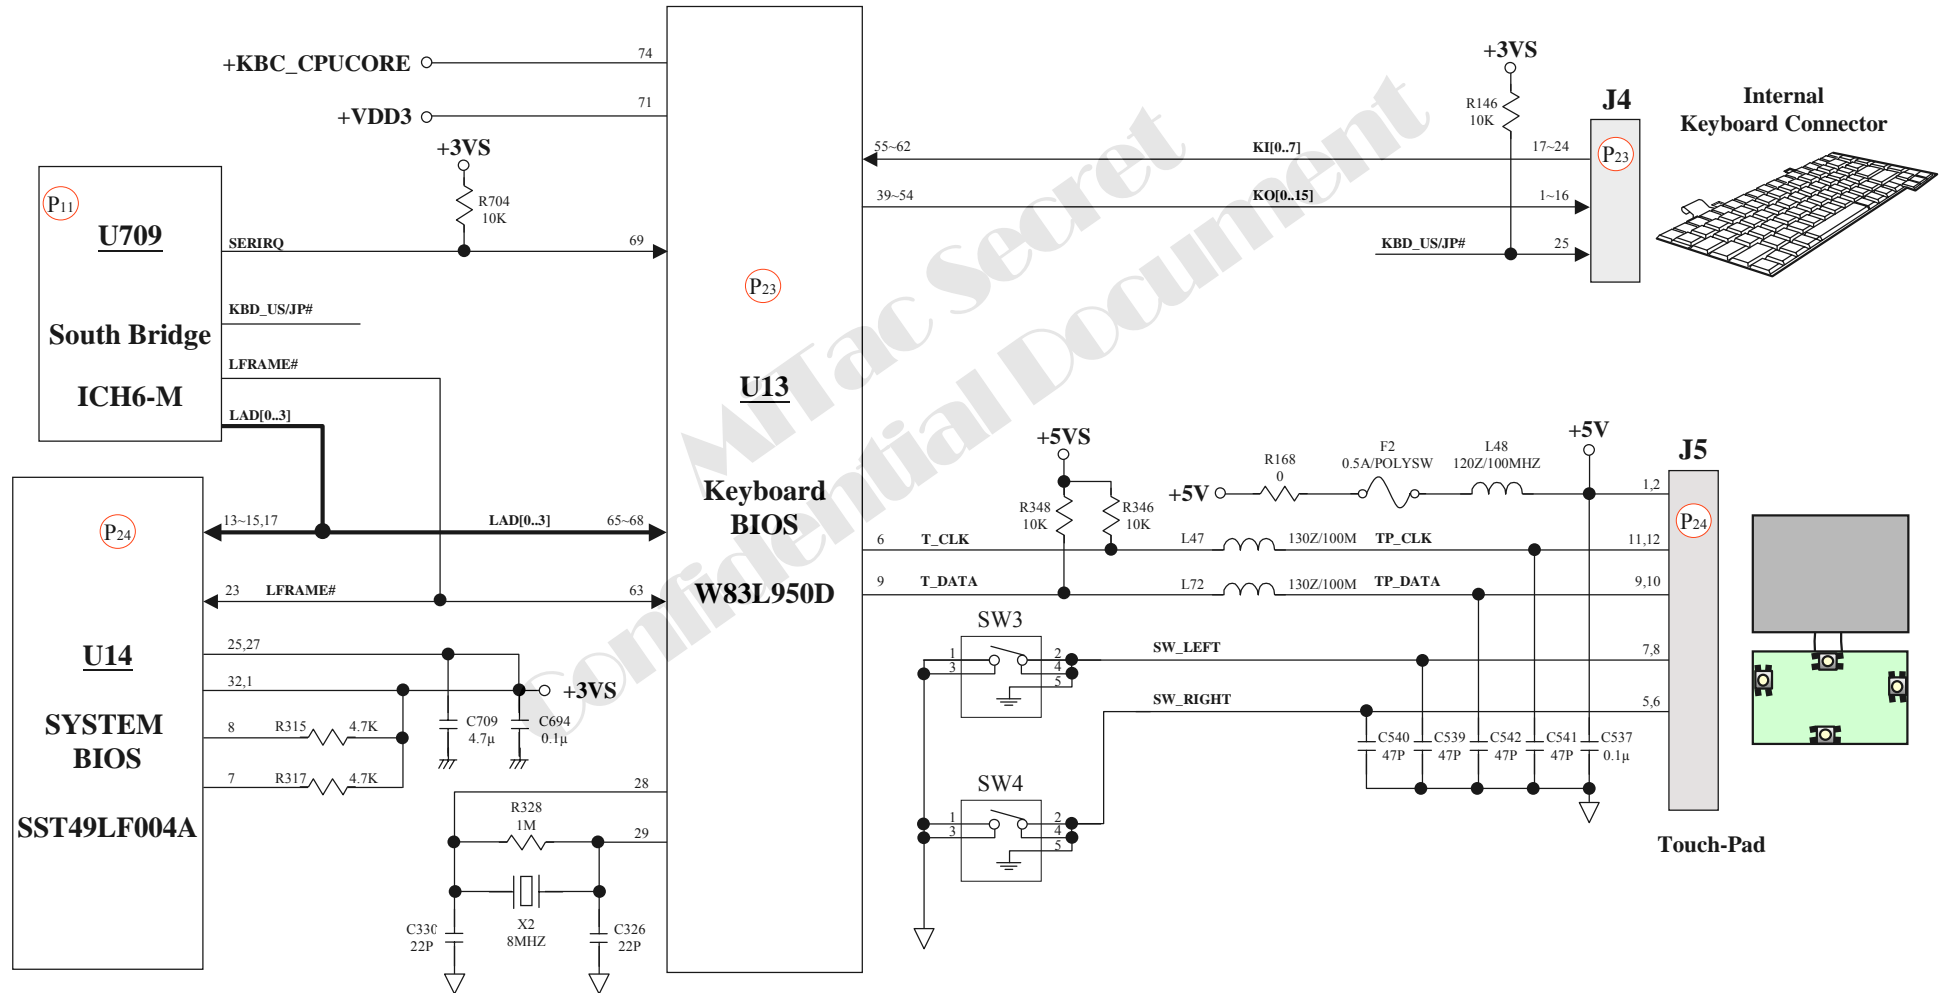 +KBC_CPUCORE
74
+VDD3
71
+3VS
R704
10K
P11
U709
South Bridge
ICH6-M
SERIRQ
69
KBD_US/JP#
LFRAME#
LAD[0..3]
P24
U14
SYSTEM
BIOS
SST49LF004A
13~15,17
LAD[0..3]
65~68
23
LFRAME#
63
25,27
32,1
+3VS
8
R315
4.7K
7
R317
4.7K
C709
4.7µ
C694
0.1µ
28
R328
1M
29
X2
8MHZ
C330
22P
C326
22P
P23
U13
Keyboard
BIOS
W83L950D
55~62
KI[0..7]
17~24
39~54
KO[0..15]
1~16
KBD_US/JP#
25
+3VS
R146
10K
J4
P23
Internal
Keyboard Connector
MiTac Secret
Confidential Document
+5VS
R348
10K
R346
10K
+5V
R168
0
F2
0.5A/POLYSW
L48
120Z/100MHZ
+5V
J5
P24
1,2
6
T_CLK
L47
130Z/100M
TP_CLK
11,12
9
T_DATA
L72
130Z/100M
TP_DATA
9,10
SW3
1
3
2
4
5
SW_LEFT
7,8
SW_RIGHT
5,6
C540
47P
C539
47P
C542
47P
C541
47P
C537
0.1µ
SW4
1
3
2
4
5
Touch-Pad